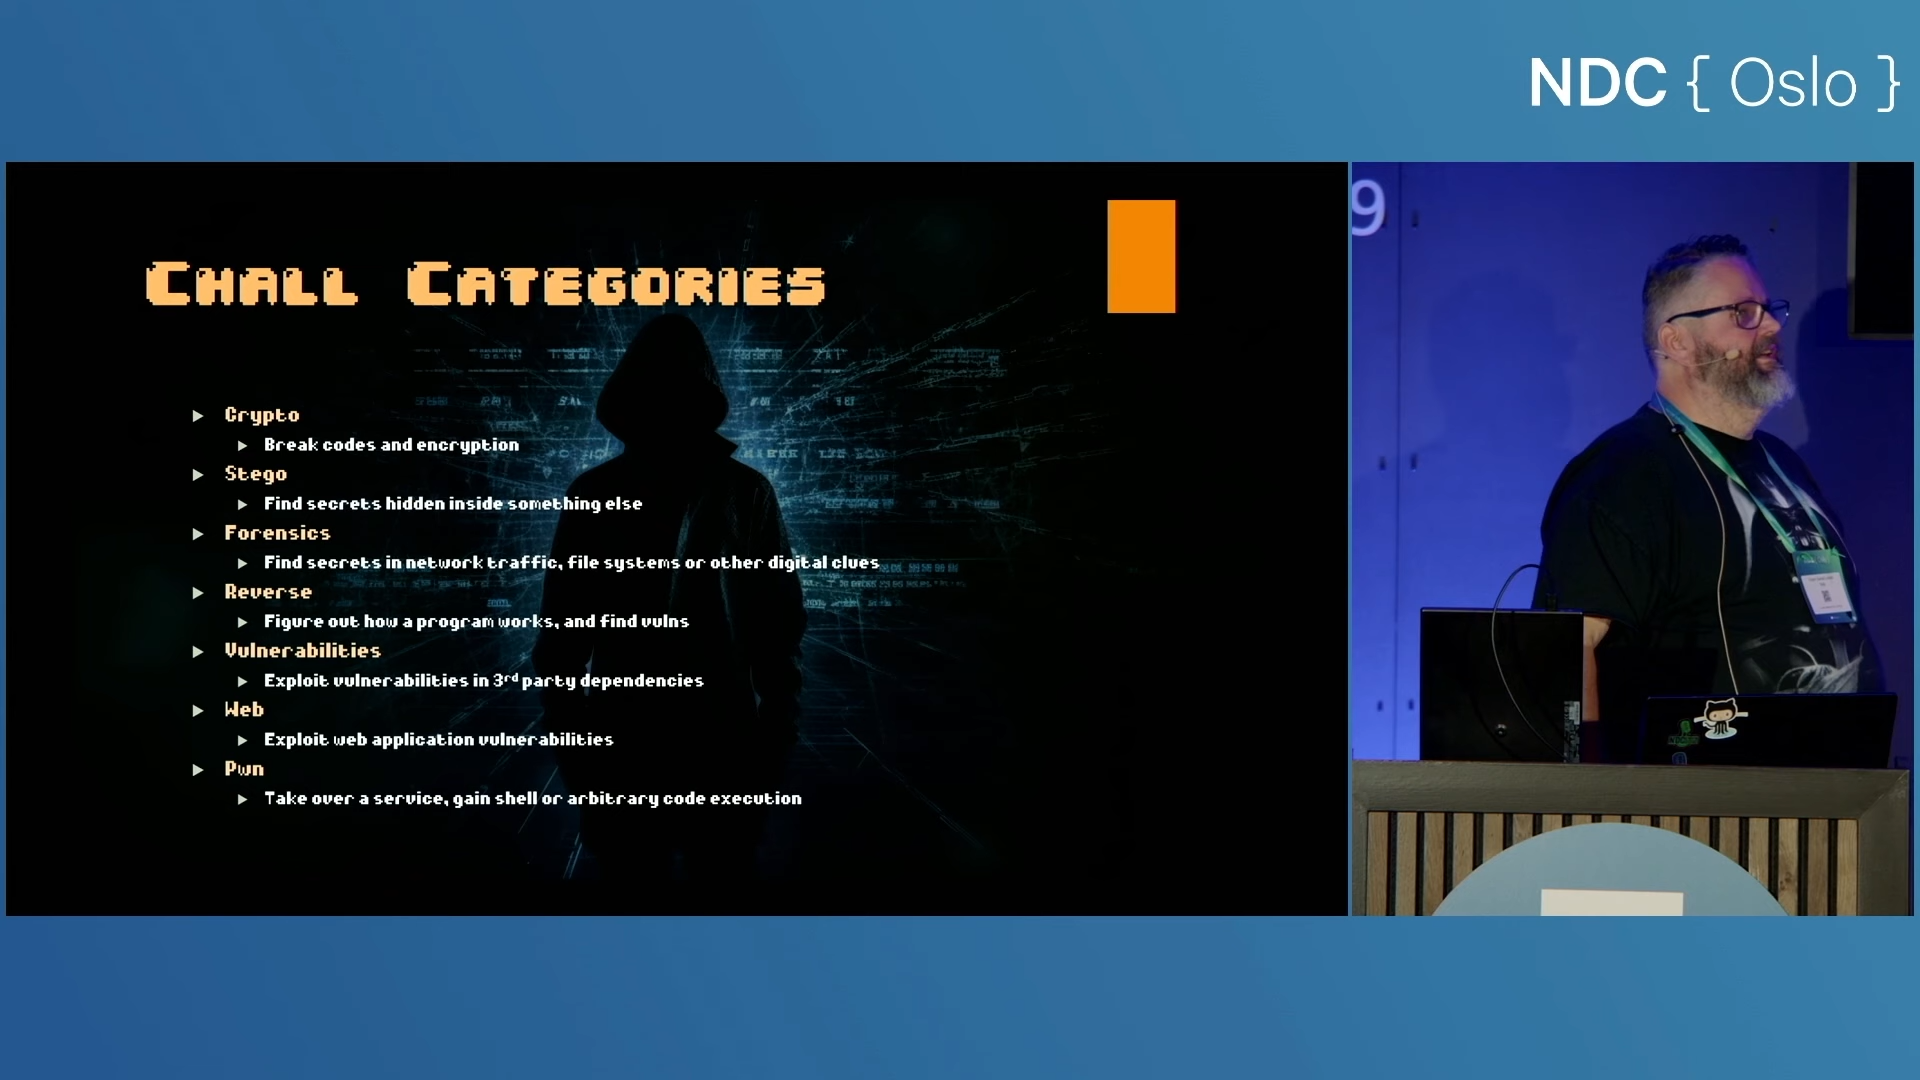 NDC { Oslo }
9
Chall Categories
Crypto
Break codes and encryption
Stego
Find secrets hidden inside something else
Forensics
Find secrets in network traffic, file systems or other digital clues
Reverse
Figure out how a program works, and find vulns
Vulnerabilities
Exploit vulnerabilities in 3rd party dependencies
Web
Exploit web application vulnerabilities
Pwn
Take over a service, gain shell or arbitrary code execution